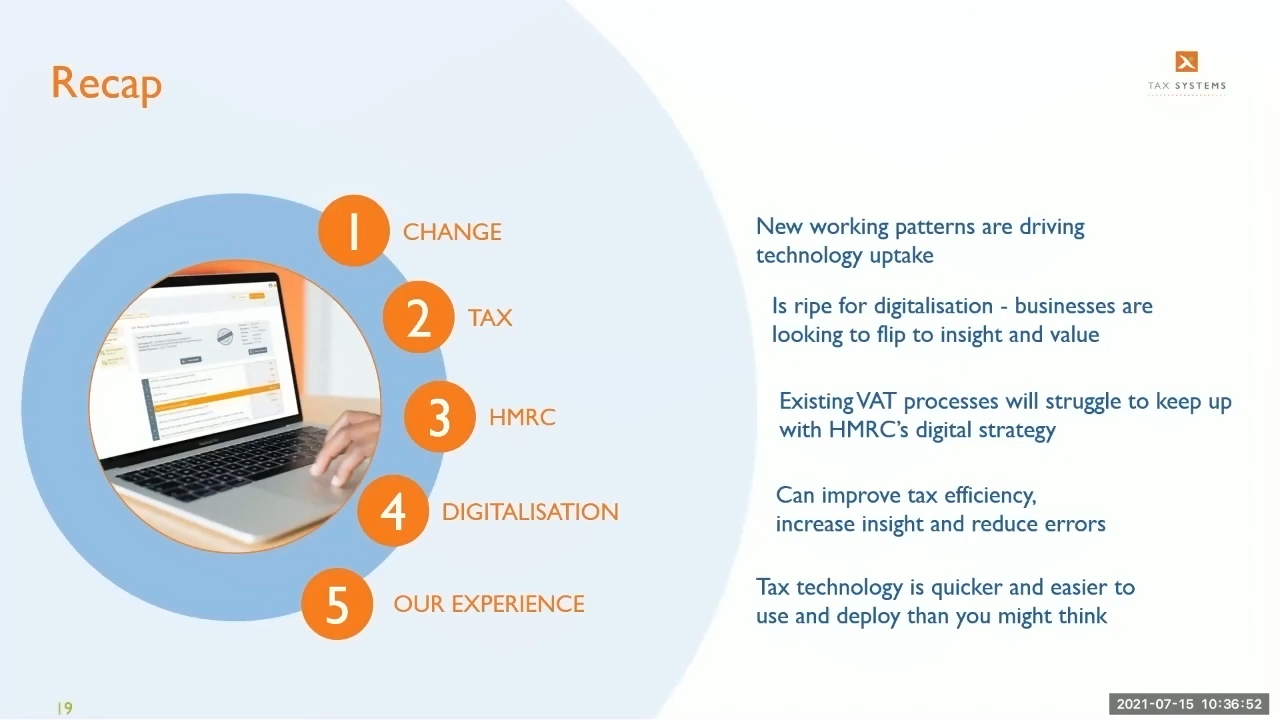 Recap
TAX SYSTEMS
1 CHANGE
New working patterns are driving
technology uptake
2 TAX
Is ripe for digitalisation - businesses are
looking to flip to insight and value
3 HMRC
Existing VAT processes will struggle to keep up
with HMRC's digital strategy
4 DIGITALISATION
Can improve tax efficiency,
increase insight and reduce errors
5 OUR EXPERIENCE
Tax technology is quicker and easier to
use and deploy than you might think
19
2021-07-15 10:36:52